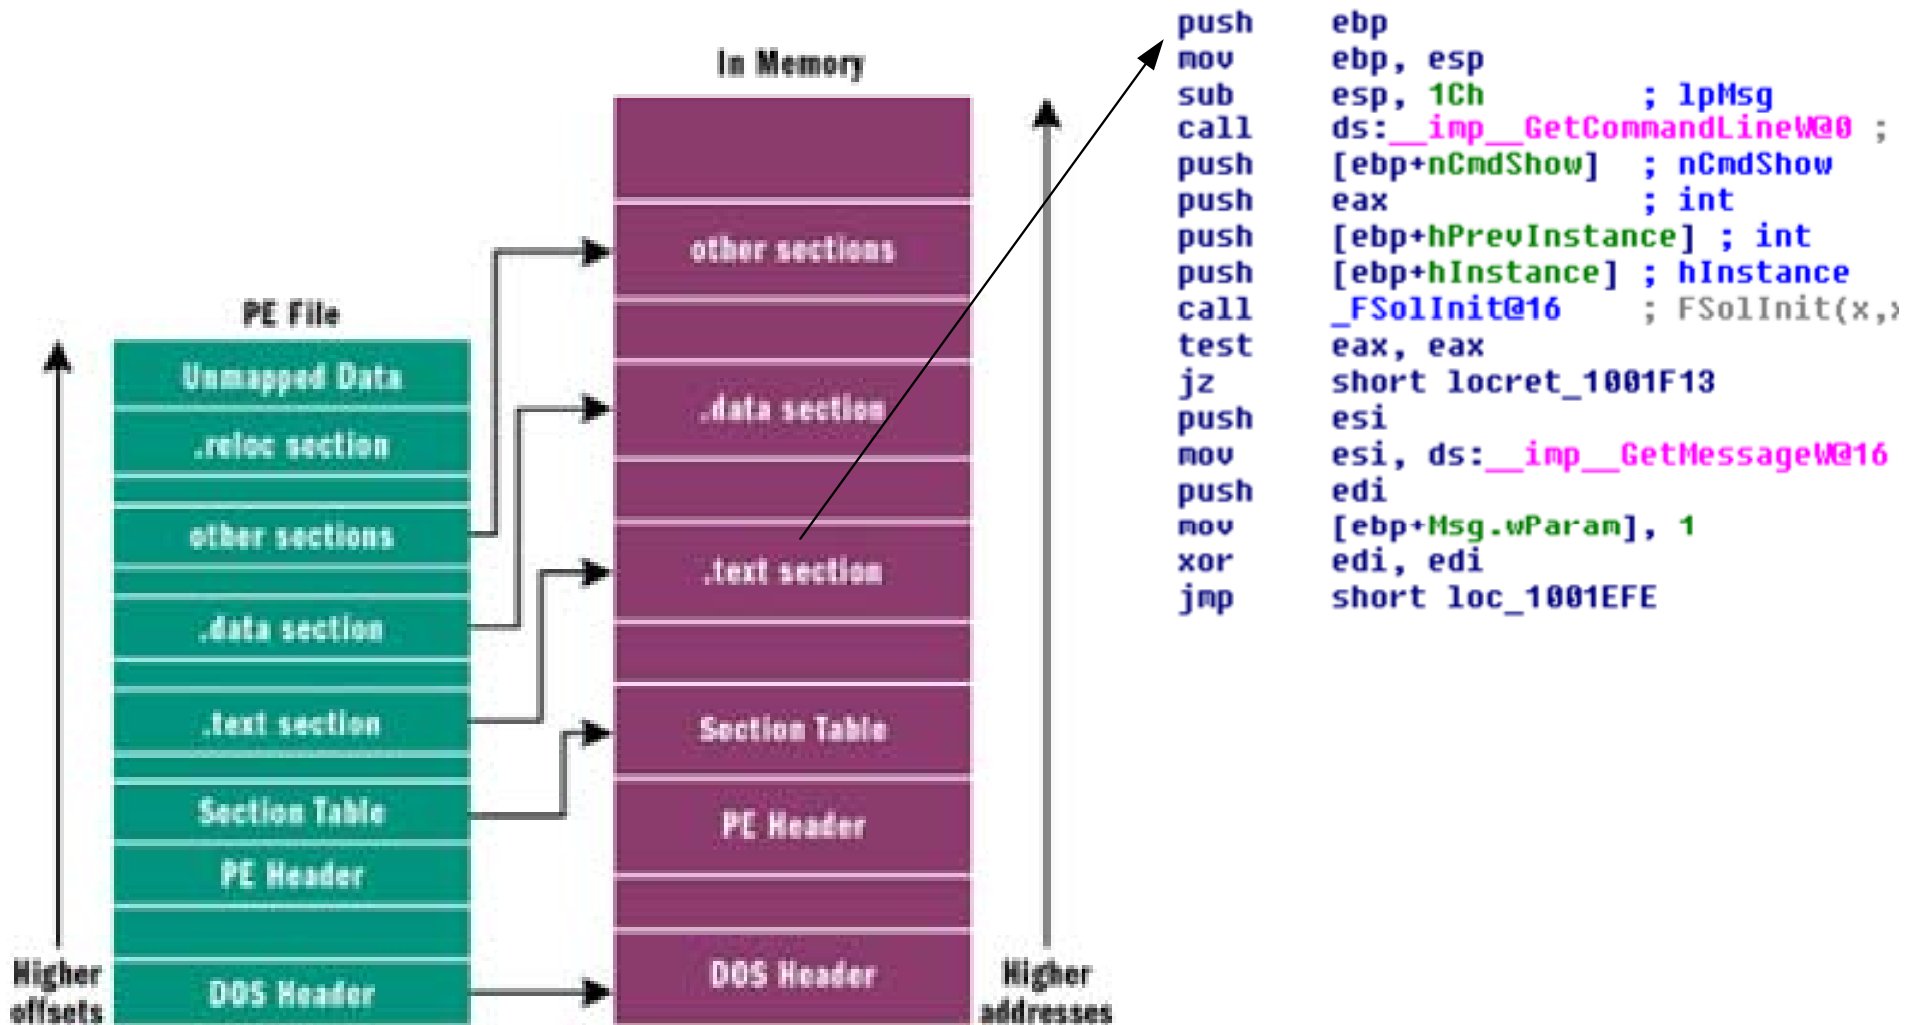 PE File
Unmapped Data
.reloc section
other sections
.data section
.text section
Section Table
PE Header
DOS Header
Higher
offsets
In Memory
other sections
.data section
.text section
Section Table
PE Header
DOS Header
Higher
addresses
push ebp
mov ebp, esp
sub esp, 1Ch ; lpMsg
call ds:__imp__GetCommandLineW@0 ;
push [ebp+nCmdShow] ; nCmdShow
push eax ; int
push [ebp+hPrevInstance] ; int
push [ebp+hInstance] ; hInstance
call _FSolInit@16 ; FSolInit(x,
test eax, eax
jz short locret_1001F13
push esi
mov esi, ds:__imp__GetMessageW@16
push edi
mov [ebp+Msg.wParam], 1
xor edi, edi
jmp short loc_1001EFE